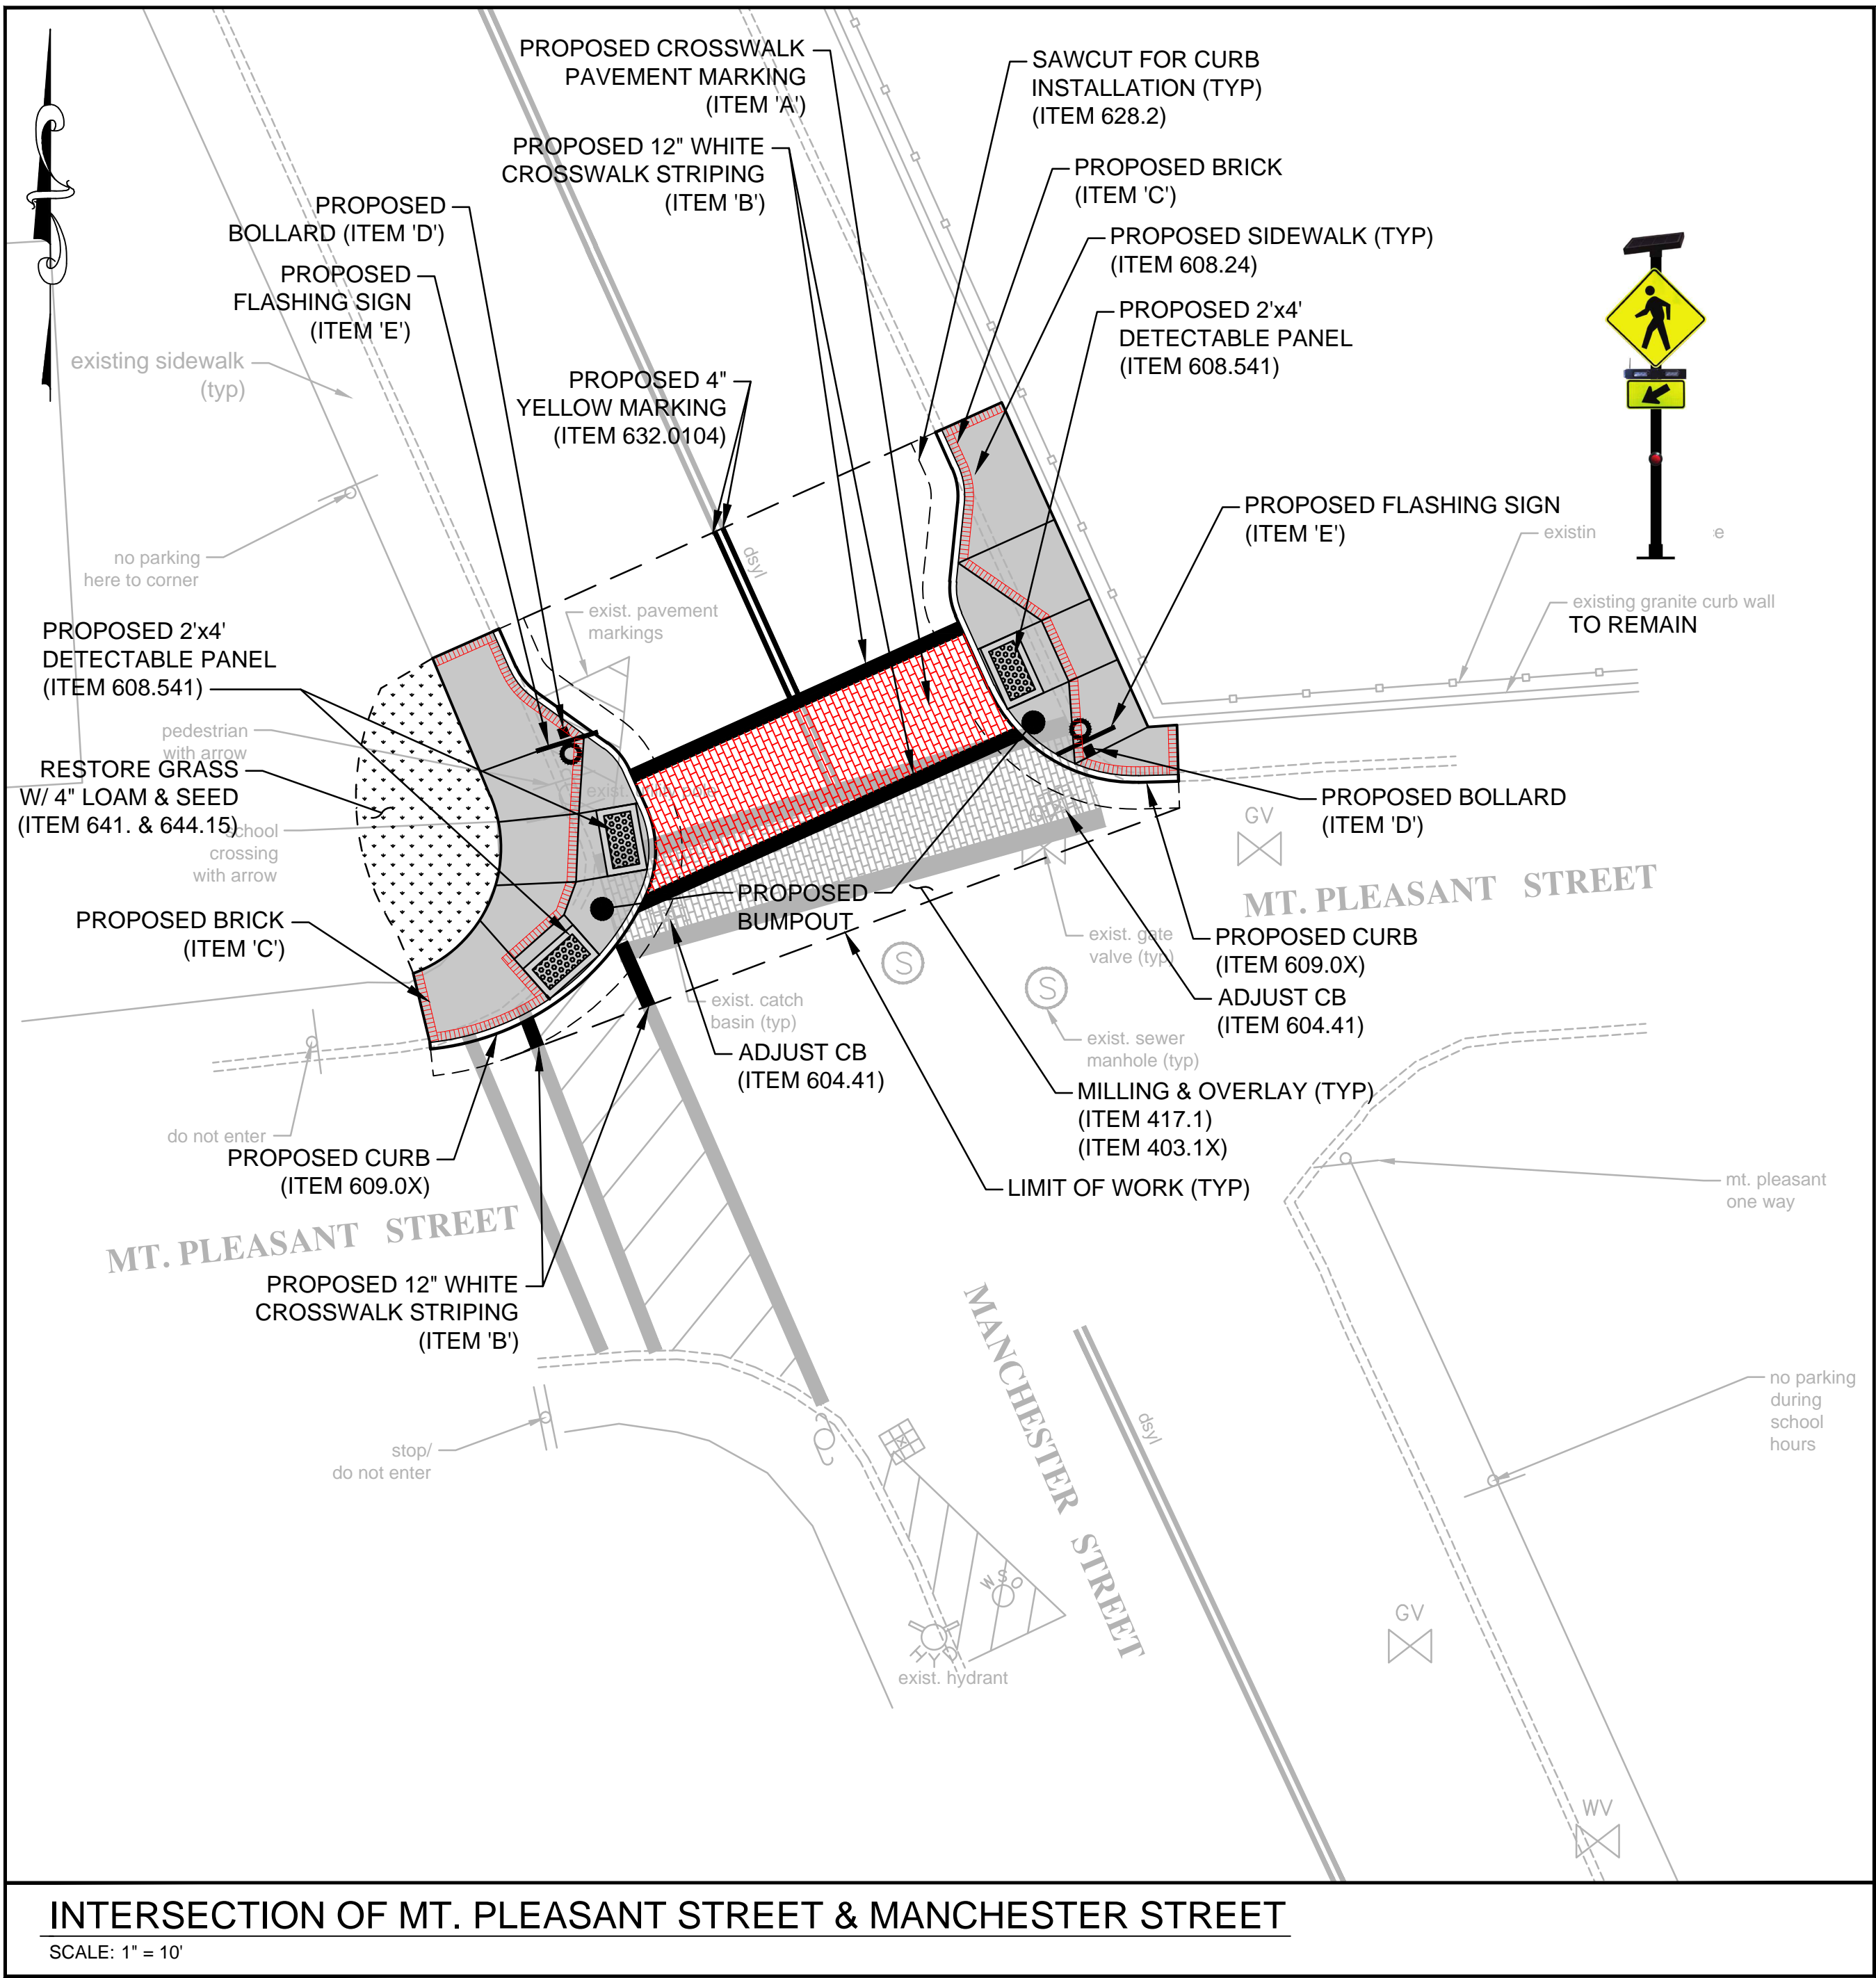 PROPOSED CROSSWALK
PAVEMENT MARKING
(ITEM 'A')
SAWCUT FOR CURB
INSTALLATION (TYP)
(ITEM 628.2)
PROPOSED 12" WHITE
CROSSWALK STRIPING
(ITEM 'B')
PROPOSED BRICK
(ITEM 'C')
PROPOSED
BOLLARD (ITEM 'D')
PROPOSED SIDEWALK (TYP)
(ITEM 608.24)
PROPOSED
FLASHING SIGN
(ITEM 'E')
PROPOSED 2'x4'
DETECTABLE PANEL
(ITEM 608.541)
existing sidewalk
(typ)
PROPOSED 4"
YELLOW MARKING
(ITEM 632.0104)
PROPOSED FLASHING SIGN
(ITEM 'E')
existin
e
no parking
here to corner
dsyl
exist. pavement
markings
existing granite curb wall
TO REMAIN
PROPOSED 2'x4'
DETECTABLE PANEL
(ITEM 608.541)
pedestrian
with arrow
RESTORE GRASS
W/ 4" LOAM & SEED
(ITEM 641. & 644.15)
school
crossing
with arrow
exist.
PROPOSED BOLLARD
(ITEM 'D')
GV
MT. PLEASANT STREET
PROPOSED
BUMPOUT
PROPOSED BRICK
(ITEM 'C')
exist. gate
valve (typ)
PROPOSED CURB
(ITEM 609.0X)
S
S
ADJUST CB
(ITEM 604.41)
exist. catch
basin (typ)
exist. sewer
manhole (typ)
ADJUST CB
(ITEM 604.41)
MILLING & OVERLAY (TYP)
(ITEM 417.1)
(ITEM 403.1X)
do not enter
PROPOSED CURB
(ITEM 609.0X)
LIMIT OF WORK (TYP)
mt. pleasant
one way
MT. PLEASANT STREET
PROPOSED 12" WHITE
CROSSWALK STRIPING
(ITEM 'B')
MANCHESTER STREET
dsyl
no parking
during
school
hours
stop/
do not enter
WSO
HYD
exist. hydrant
GV
WV
INTERSECTION OF MT. PLEASANT STREET & MANCHESTER STREET
SCALE: 1" = 10'